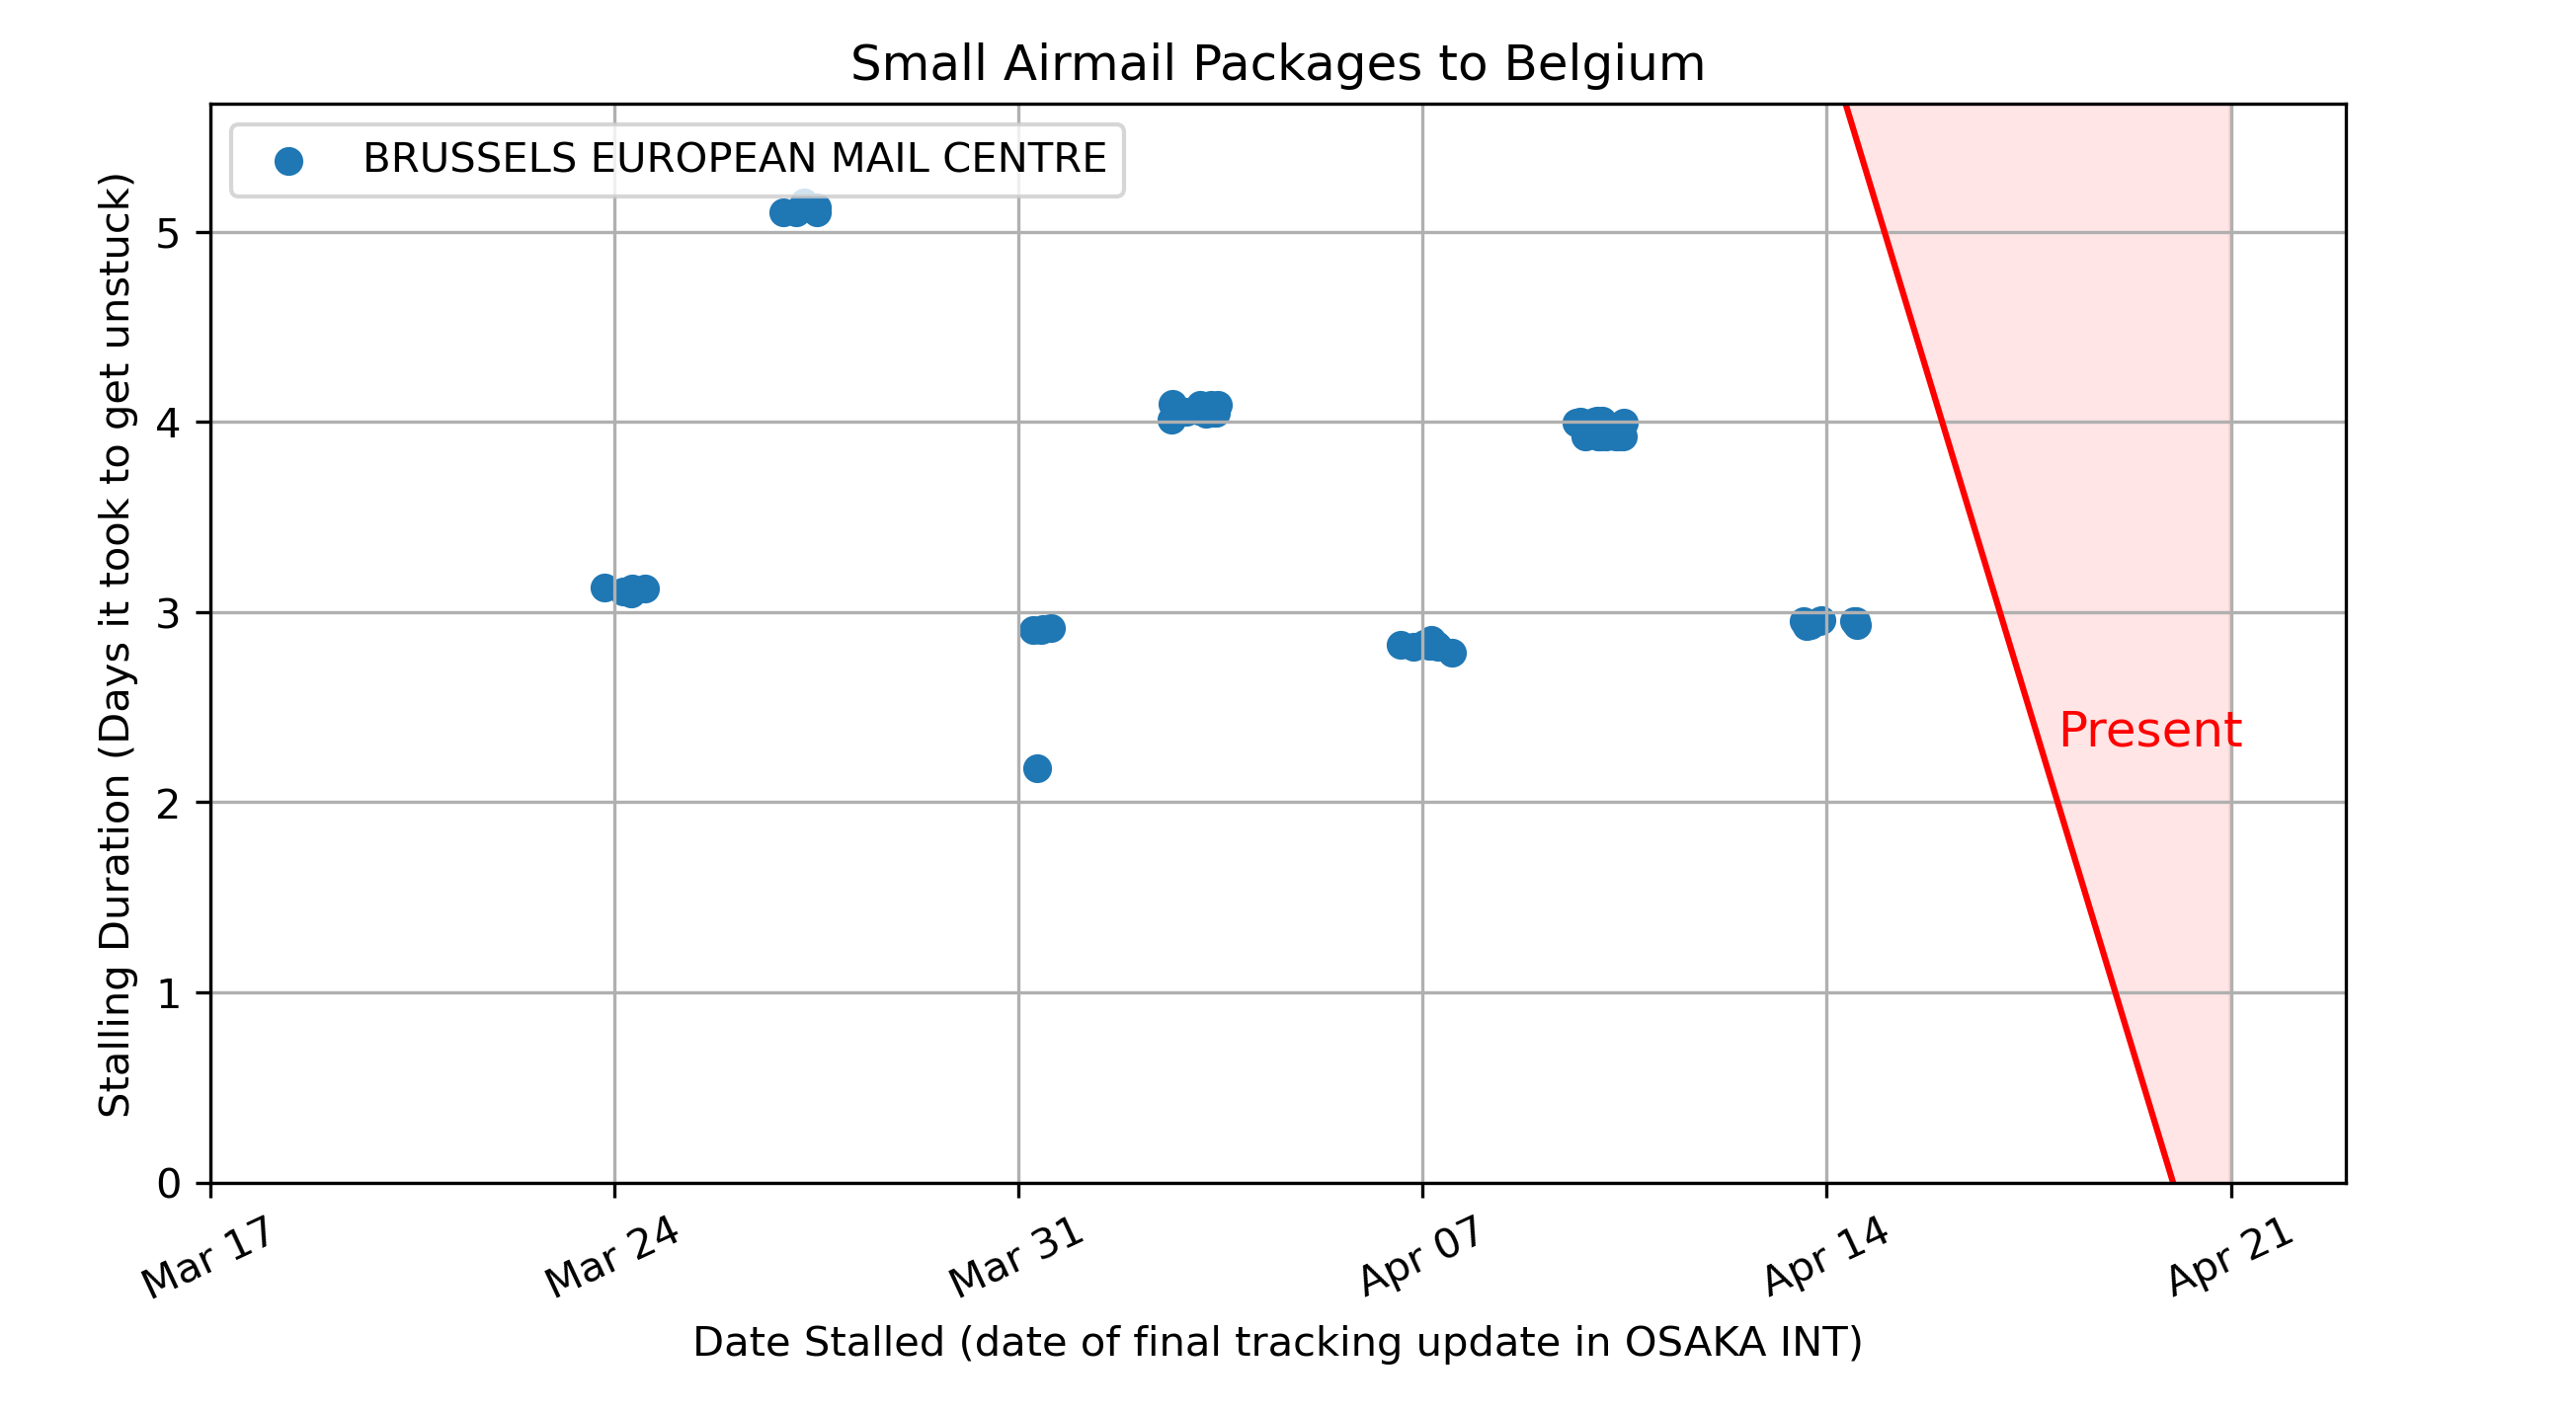 Small Airmail Packages to Belgium
BRUSSELS EUROPEAN MAIL CENTRE
Stalling Duration (Days it took to get unstuck)
5
4
3
2
1
0
Present
Mar 17
Mar 24
Mar 31
Apr 07
Apr 14
Apr 21
Date Stalled (date of final tracking update in OSAKA INT)